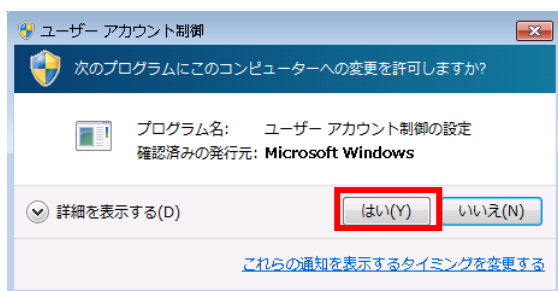 ユーザー アカウント制御
次のプログラムにこのコンピューターへの変更を許可しますか?
プログラム名: ユーザー アカウント制御の設定
確認済みの発行元: Microsoft Windows
詳細を表示する(D) はい(Y) いいえ(N)
これらの通知を表示するタイミングを変更する